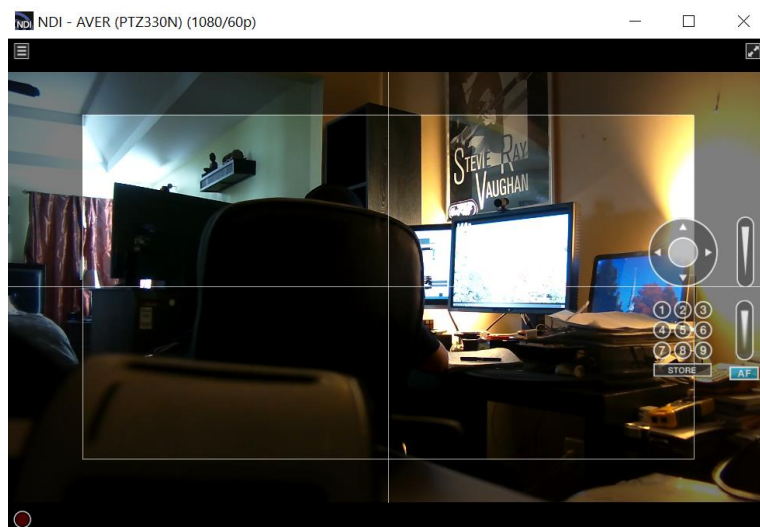 NDI NDI - AVER (PTZ330N) (1080/60p)
STEVIE RAY
VAUGHAN
1 2 3
4 5 6
7 8 9
STORE
AF